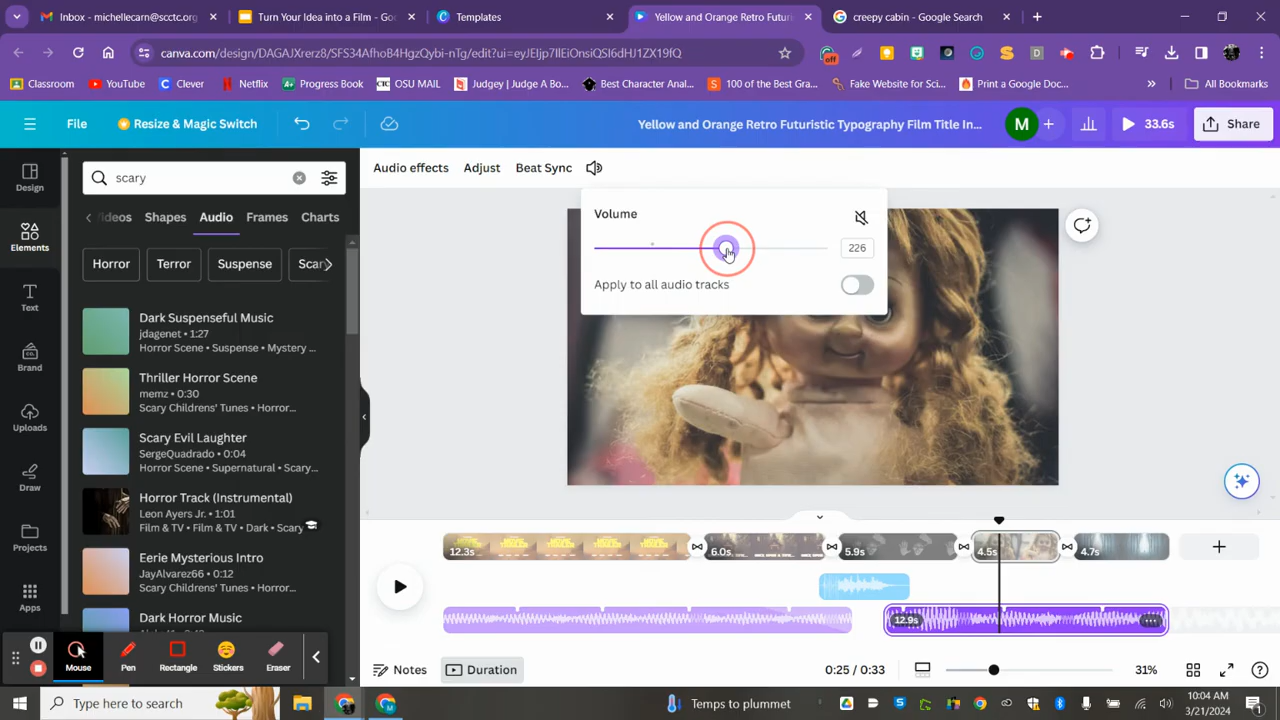 Inbox - michellecarn@scctc.org
Turn Your Idea into a Film - Go
Templates
Yellow and Orange Retro Futuri
creepy cabin - Google Search
canva.com/design/DAGAJXrerz8/SFS34AfhoB4HgzQybi-nTg/edit?ui=eyJEIjp7IlEiOnsiQSI6dHJ1ZX19fQ
off
Classroom
YouTube
Clever
Netflix
Progress Book
OSU MAIL
Judgey | Judge A Bo...
Best Character Anal...
100 of the Best Gra...
Fake Website for Sci...
Print a Google Doc...
All Bookmarks
File
Resize & Magic Switch
Yellow and Orange Retro Futuristic Typography Film Title In...
M
33.6s
Share
Design
Elements
Text
Brand
Uploads
Draw
Projects
Apps
scary
Videos
Shapes
Audio
Frames
Charts
Horror
Terror
Suspense
Scar
Dark Suspenseful Music
jdagenet • 1:27
Horror Scene • Suspense • Mystery ...
Thriller Horror Scene
memz • 0:30
Scary Childrens' Tunes • Horror...
Scary Evil Laughter
SergeQuadrado • 0:04
Horror Scene • Supernatural • Scary...
Horror Track (Instrumental)
Leon Ayers Jr. • 1:01
Film & TV • Film & TV • Dark • Scary
Eerie Mysterious Intro
JayAlvarez66 • 0:12
Scary Childrens' Tunes • Horror...
Dark Horror Music
Audio effects
Adjust
Beat Sync
Volume
226
Apply to all audio tracks
12.3s
6.0s
5.9s
4.5s
4.7s
12.9s
Mouse
Pen
Rectangle
Stickers
Eraser
Notes
Duration
0:25 / 0:33
31%
Type here to search
Temps to plummet
10:04 AM
3/21/2024